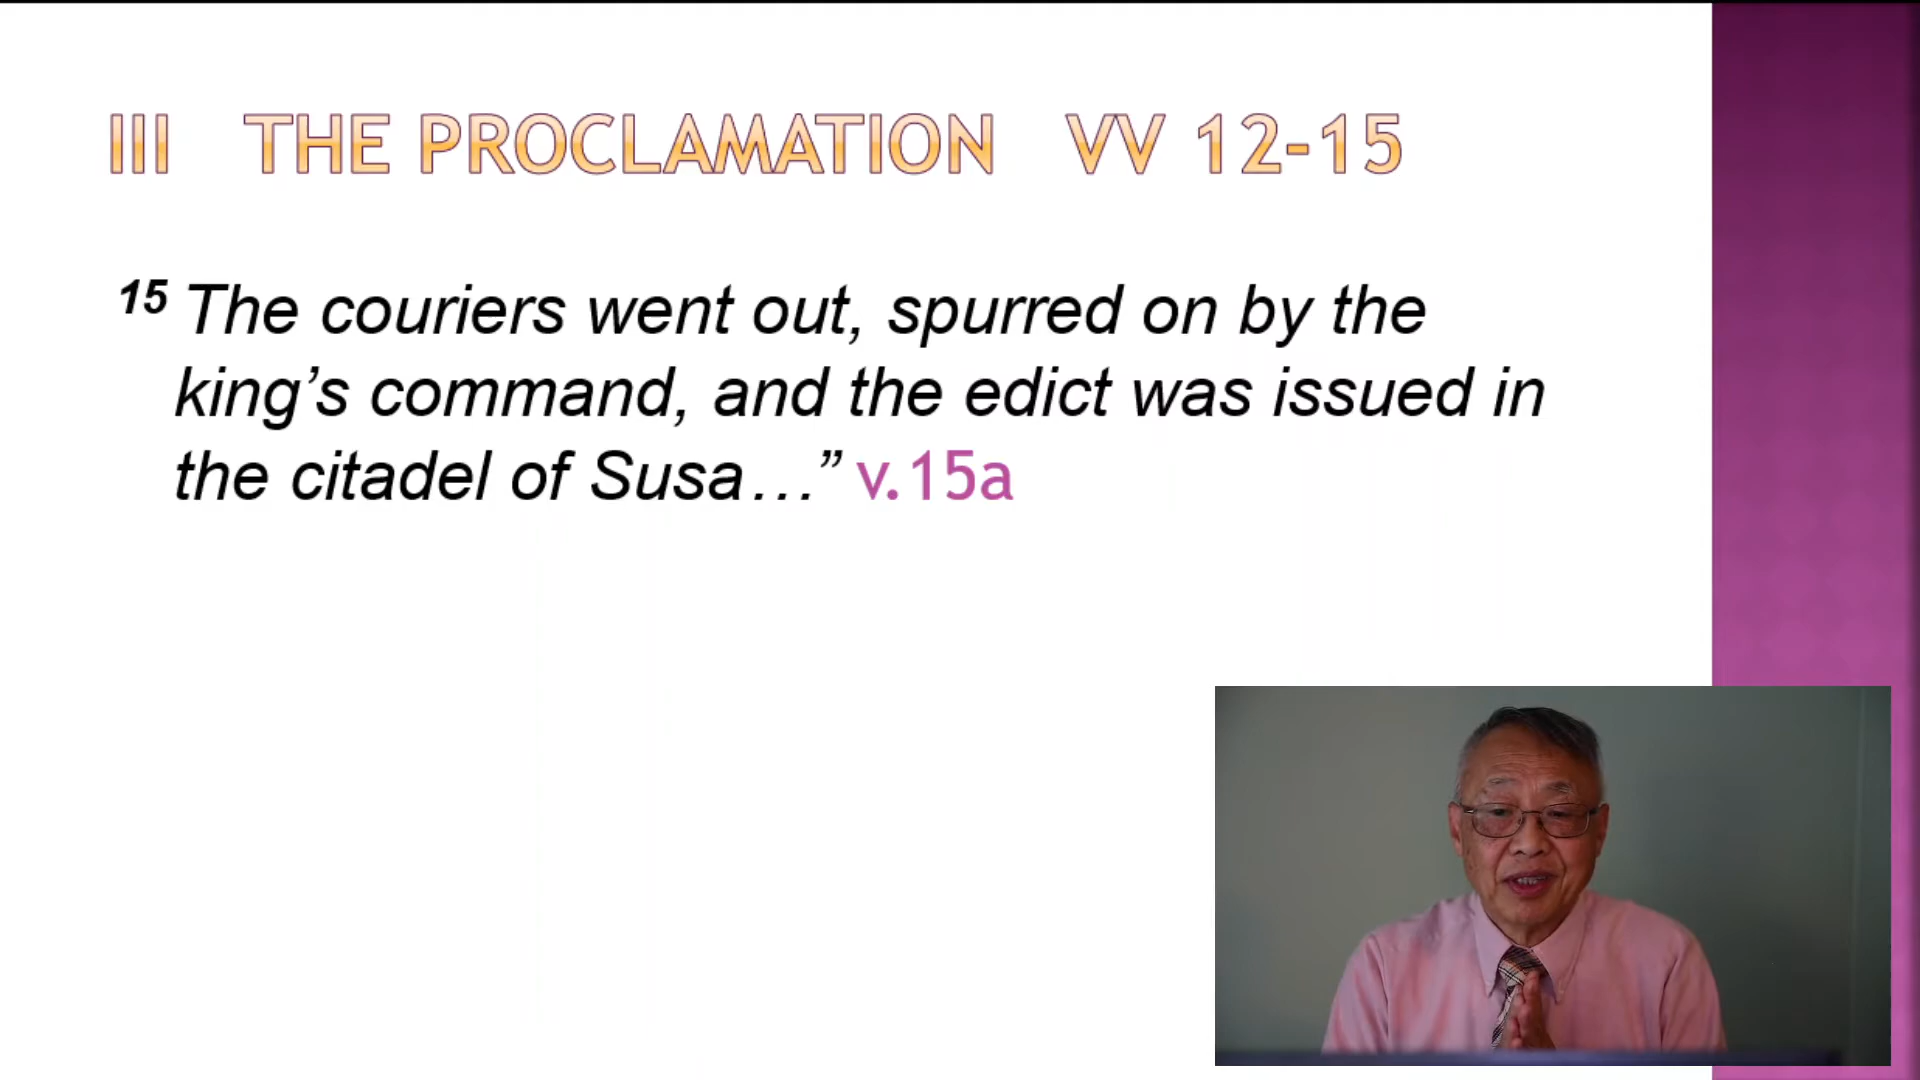 III THE PROCLAMATION VV 12-15
15 The couriers went out, spurred on by the
king’s command, and the edict was issued in
the citadel of Susa…” v.15a